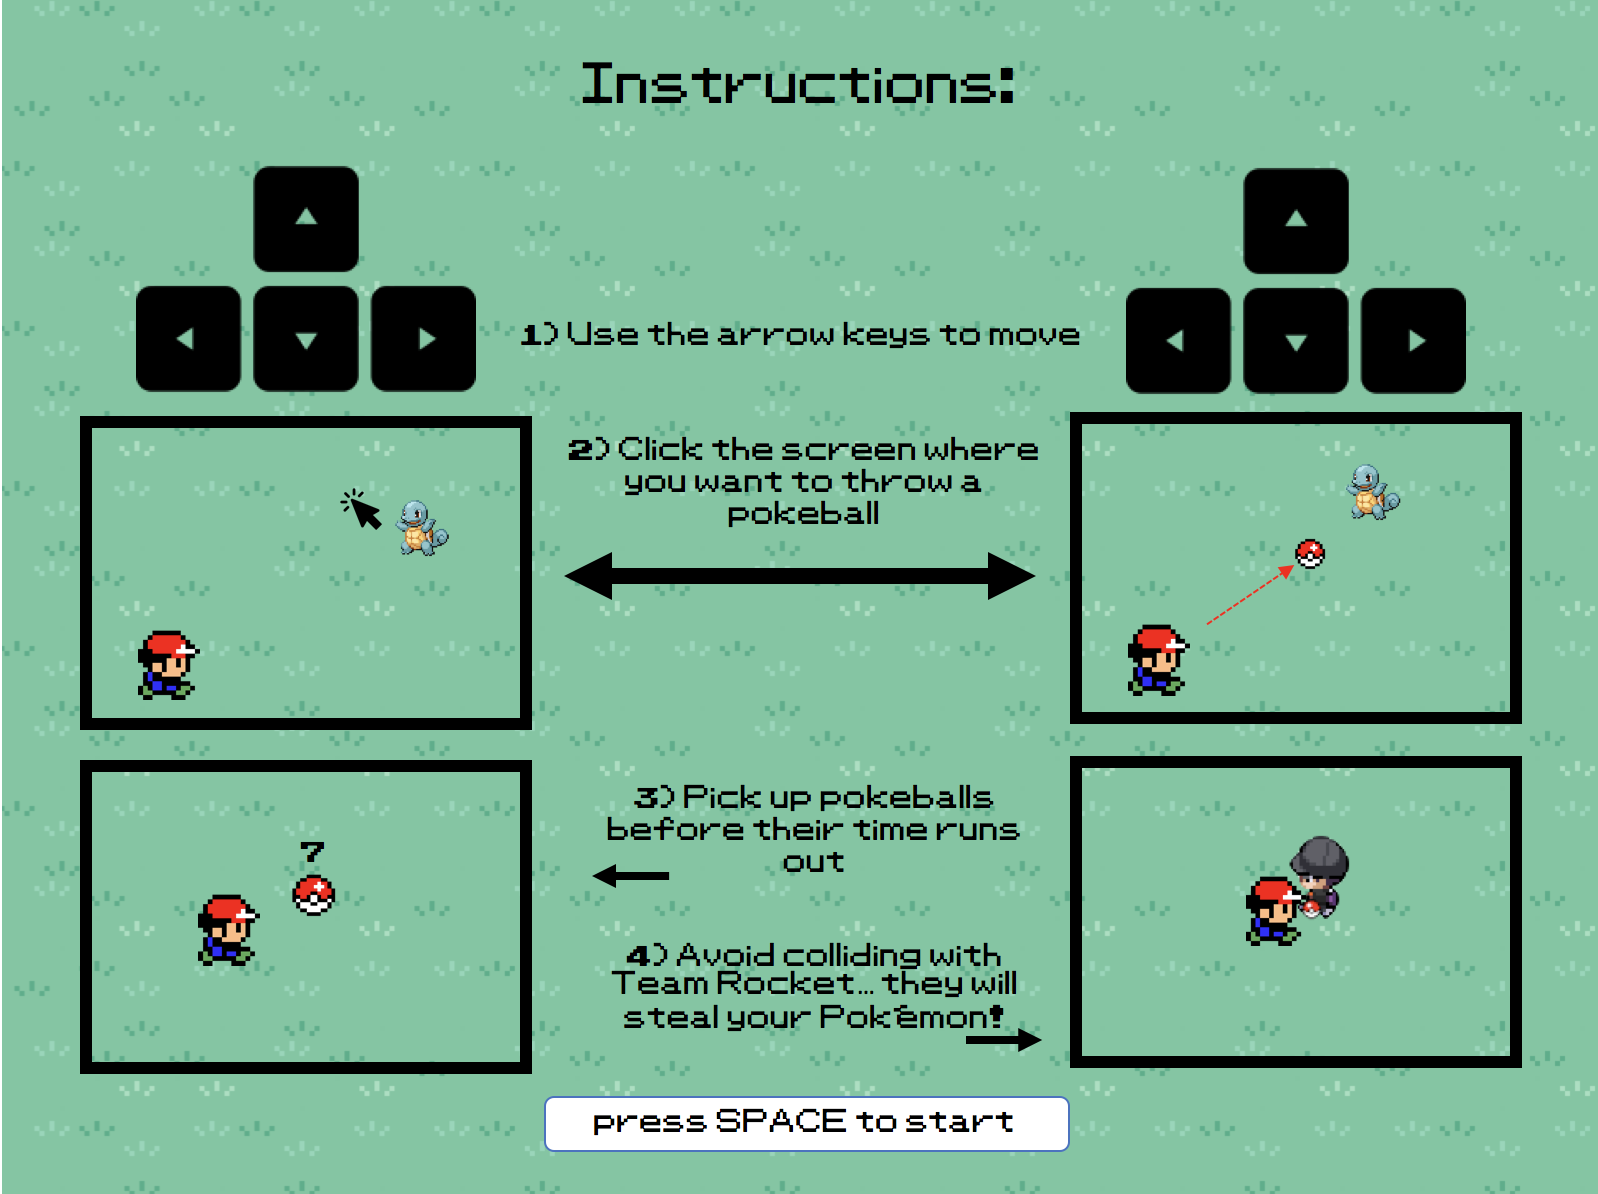 Instructions:
1) Use the arrow keys to move
2) Click the screen where
you want to throw a
pokeball
3) Pick up pokeballs
before their time runs
out
7
4) Avoid colliding with
Team Rocket... they will
steal your Pokémon!
press SPACE to start